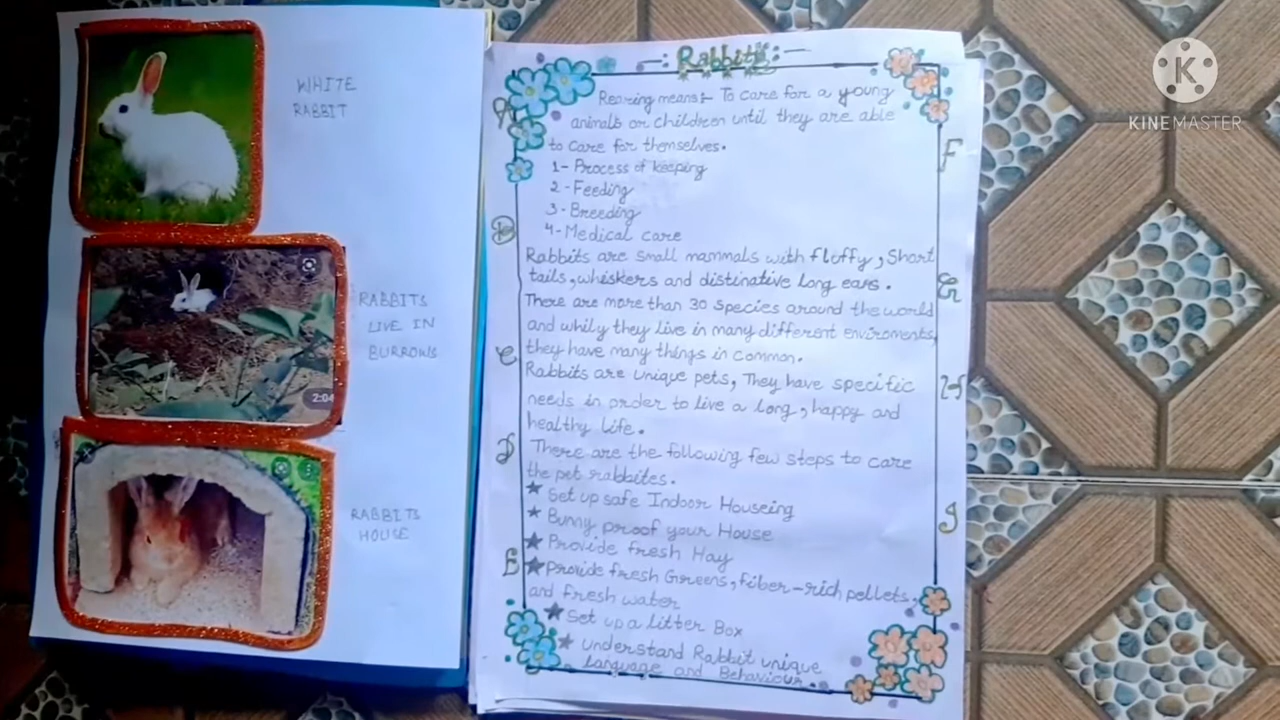 WHITE
RABBIT
RABBITS
LIVE IN
BURROWS
2:04
RABBITS
HOUSE
-: Rabbits :-
Rearing means :- To care for a young
animals or children until they are able
to care for themselves.
1- Process of keeping
2 - Feeding
3 - Breeding
4- Medical care
Rabbits are small mammals with fluffy, Short
tails, whiskers and distinative long ears.
There are more than 30 Species around the world
and whily they live in many different enviroments,
they have many things in common.
Rabbits are unique pets, They have specific
needs in order to live a long, happy and
healthy life.
There are the following few steps to care
the pet rabbites.
★ Set up safe Indoor Houseing
★ Bunny proof your House
★ Provide fresh Hay
★ Provide fresh Greens, fiber-rich pellets,
and fresh water
★ Set up a litter Box
★ understand Rabbit unique
language and Behaviour.
A
B
C
D
E
F
G
H
I
K
KINEMASTER